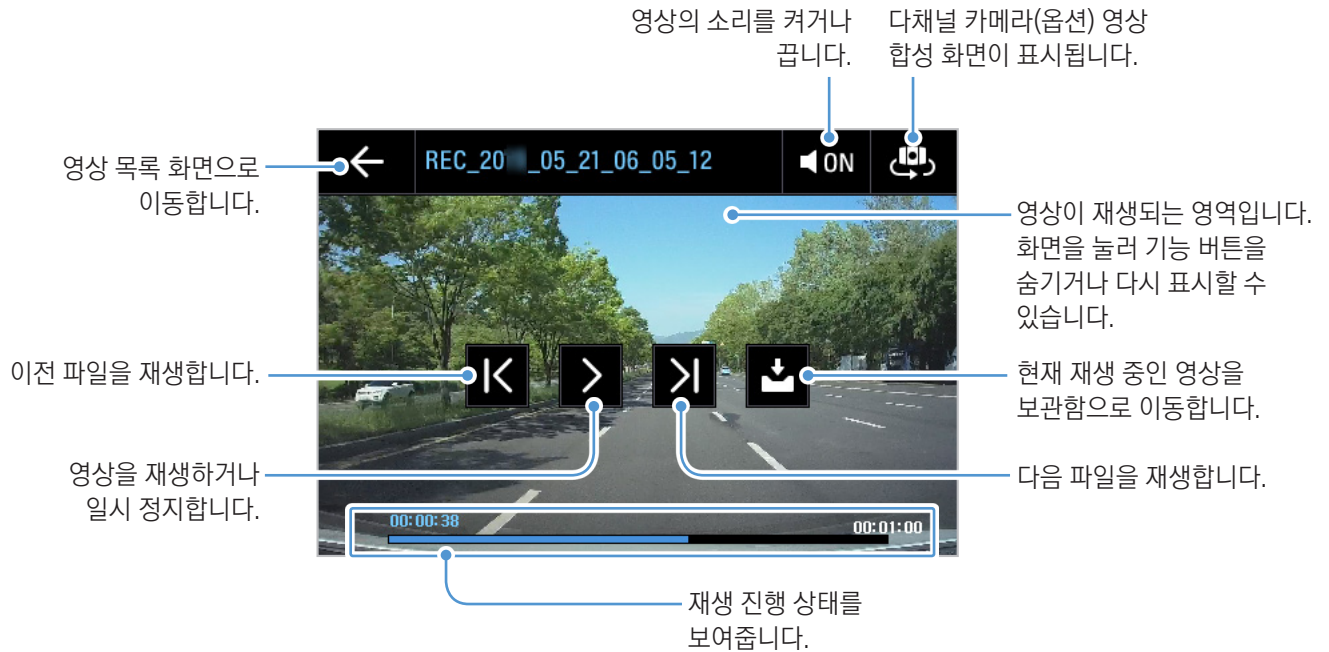 영상의 소리를 켜거나
끕니다.
다채널 카메라(옵션) 영상
합성 화면이 표시됩니다.
영상 목록 화면으로
이동합니다.
REC_20 _05_21_06_05_12
ON
영상이 재생되는 영역입니다.
화면을 눌러 기능 버튼을
숨기거나 다시 표시할 수
있습니다.
이전 파일을 재생합니다.
현재 재생 중인 영상을
보관함으로 이동합니다.
영상을 재생하거나
일시 정지합니다.
다음 파일을 재생합니다.
00:00:38
00:01:00
재생 진행 상태를
보여줍니다.